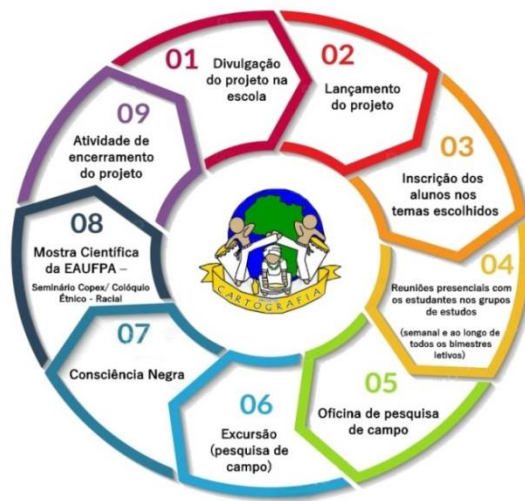 01
Divulgação
do projeto na
escola
02
Lançamento
do projeto
03
Inscrição dos
alunos nos
temas escolhidos
04
Reuniões presenciais com
os estudantes nos grupos
de estudos
(semanal e ao longo de
todos os bimestres
letivos)
05
Oficina de pesquisa
de campo
06
Excursão
(pesquisa de
campo)
07
Consciência Negra
08
Mostra Científica
da EAUFPA –
Seminário Copex/ Colóquio
Étnico - Racial
09
Atividade de
encerramento
do projeto
CARTOGRAFIA